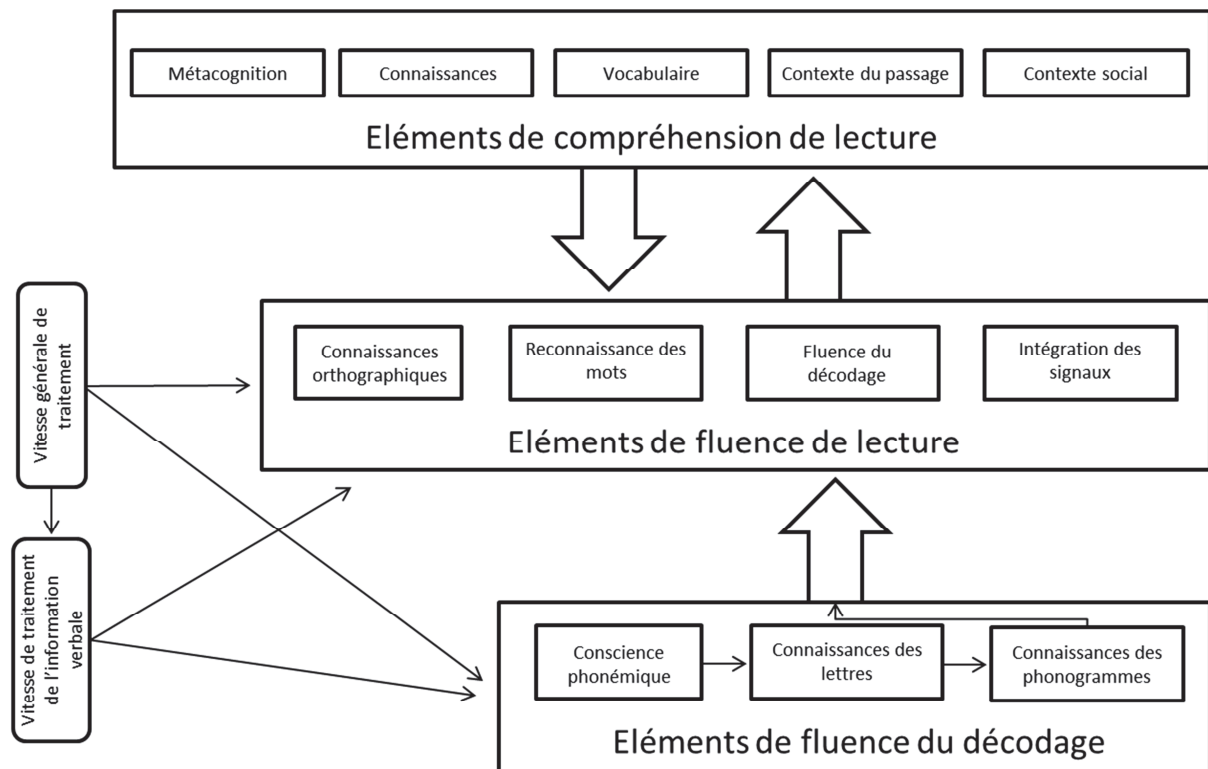 Métacognition
Connaissances
Vocabulaire
Contexte du passage
Contexte social
Eléments de compréhension de lecture
Vitesse générale de
traitement
Connaissances
orthographiques
Reconnaissance des
mots
Fluence du
décodage
Intégration des
signaux
Eléments de fluence de lecture
Vitesse de traitement
de l'information
verbale
Conscience
phonémique
Connaissances des
lettres
Connaissances des
phonogrammes
Eléments de fluence du décodage